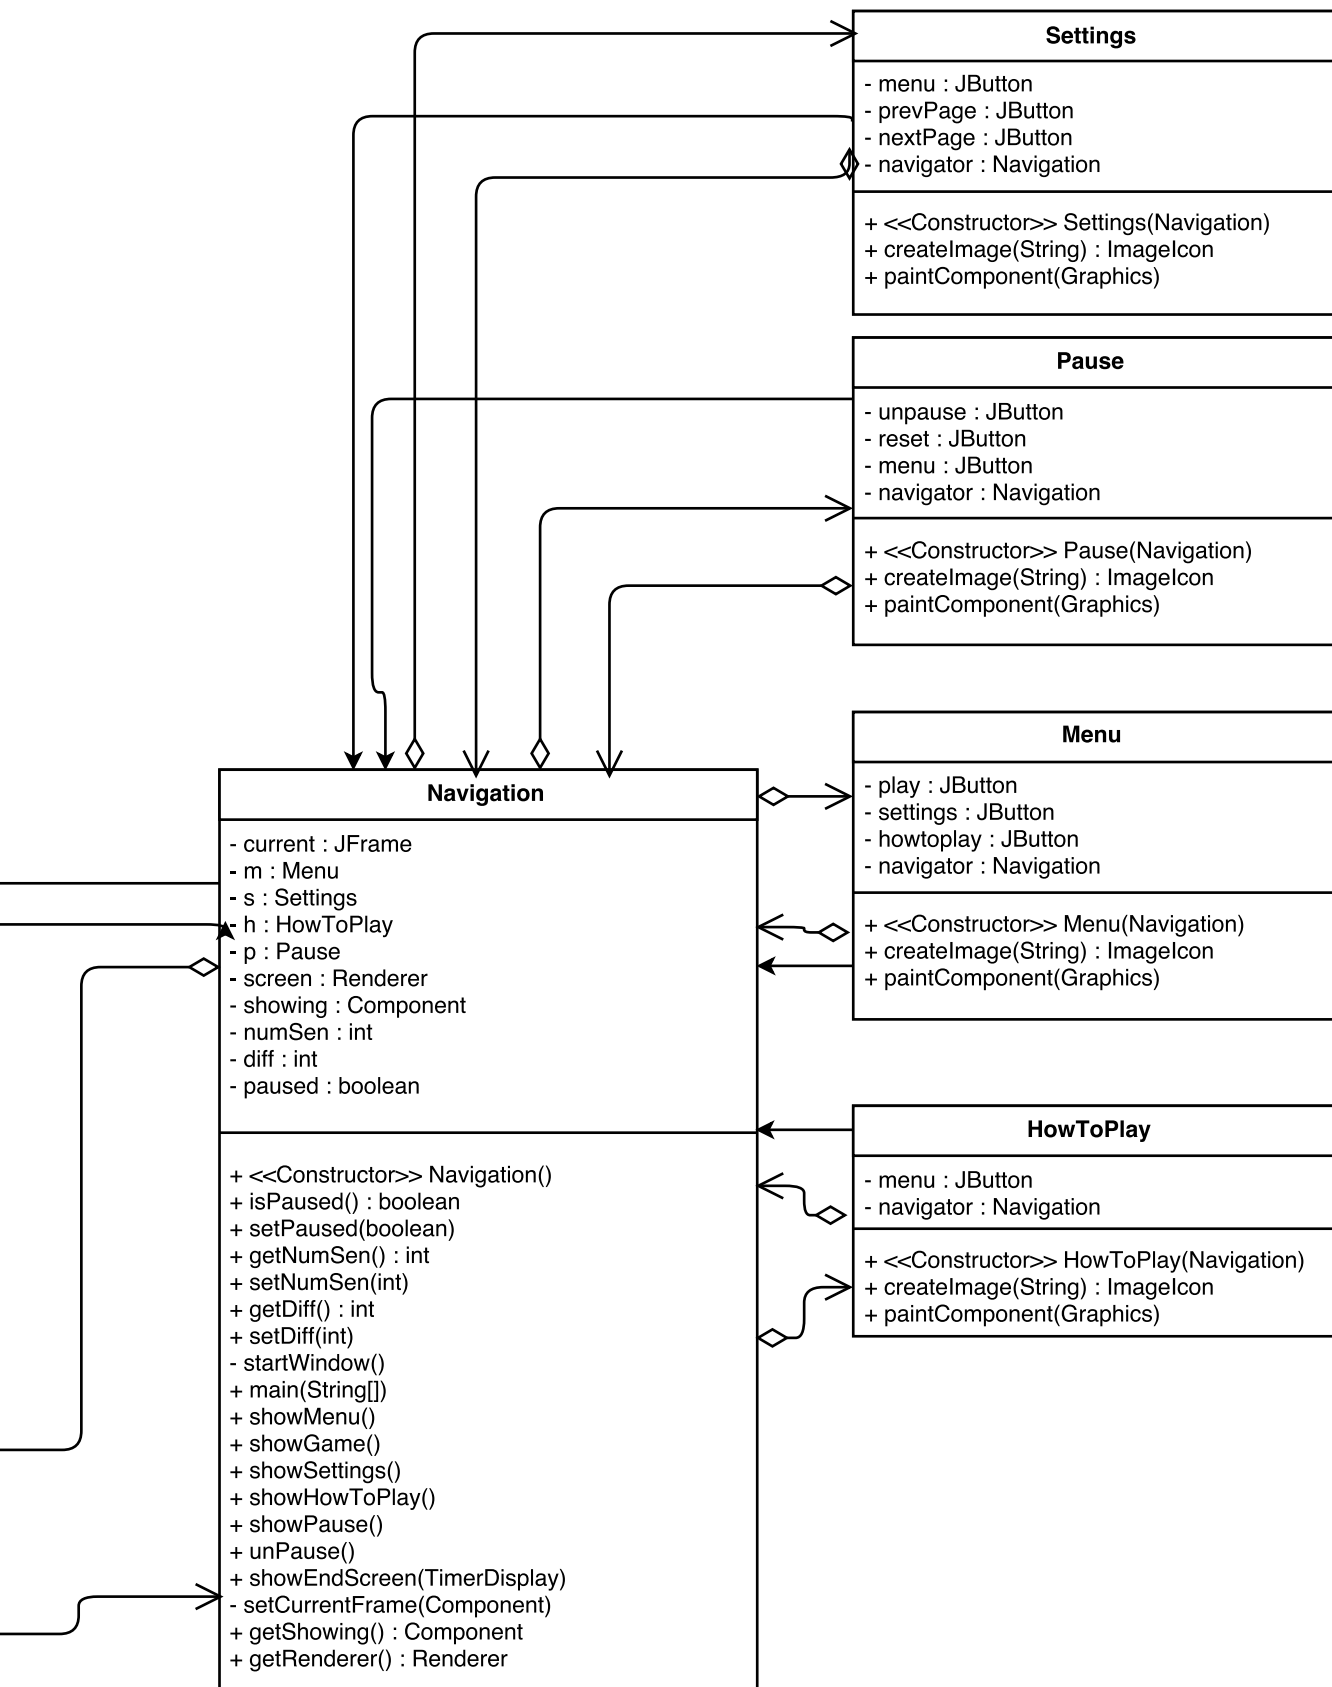 Settings
- menu : JButton
- prevPage : JButton
- nextPage : JButton
- navigator : Navigation
+ <<Constructor>> Settings(Navigation)
+ createImage(String) : ImageIcon
+ paintComponent(Graphics)
Pause
- unpause : JButton
- reset : JButton
- menu : JButton
- navigator : Navigation
+ <<Constructor>> Pause(Navigation)
+ createImage(String) : ImageIcon
+ paintComponent(Graphics)
Menu
- play : JButton
- settings : JButton
- howtoplay : JButton
- navigator : Navigation
+ <<Constructor>> Menu(Navigation)
+ createImage(String) : ImageIcon
+ paintComponent(Graphics)
Navigation
- current : JFrame
- m : Menu
- s : Settings
- h : HowToPlay
- p : Pause
- screen : Renderer
- showing : Component
- numSen : int
- diff : int
- paused : boolean
+ <<Constructor>> Navigation()
+ isPaused() : boolean
+ setPaused(boolean)
+ getNumSen() : int
+ setNumSen(int)
+ getDiff() : int
+ setDiff(int)
- startWindow()
+ main(String[])
+ showMenu()
+ showGame()
+ showSettings()
+ showHowToPlay()
+ showPause()
+ unPause()
+ showEndScreen(TimerDisplay)
- setCurrentFrame(Component)
+ getShowing() : Component
+ getRenderer() : Renderer
HowToPlay
- menu : JButton
- navigator : Navigation
+ <<Constructor>> HowToPlay(Navigation)
+ createImage(String) : ImageIcon
+ paintComponent(Graphics)